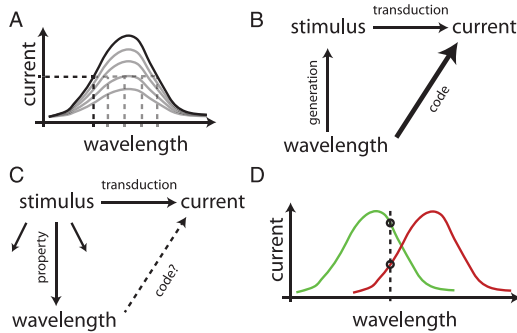 A
current
wavelength
B
transduction
stimulus
current
generation
code
wavelength
C
transduction
stimulus
current
property
code?
wavelength
D
current
wavelength